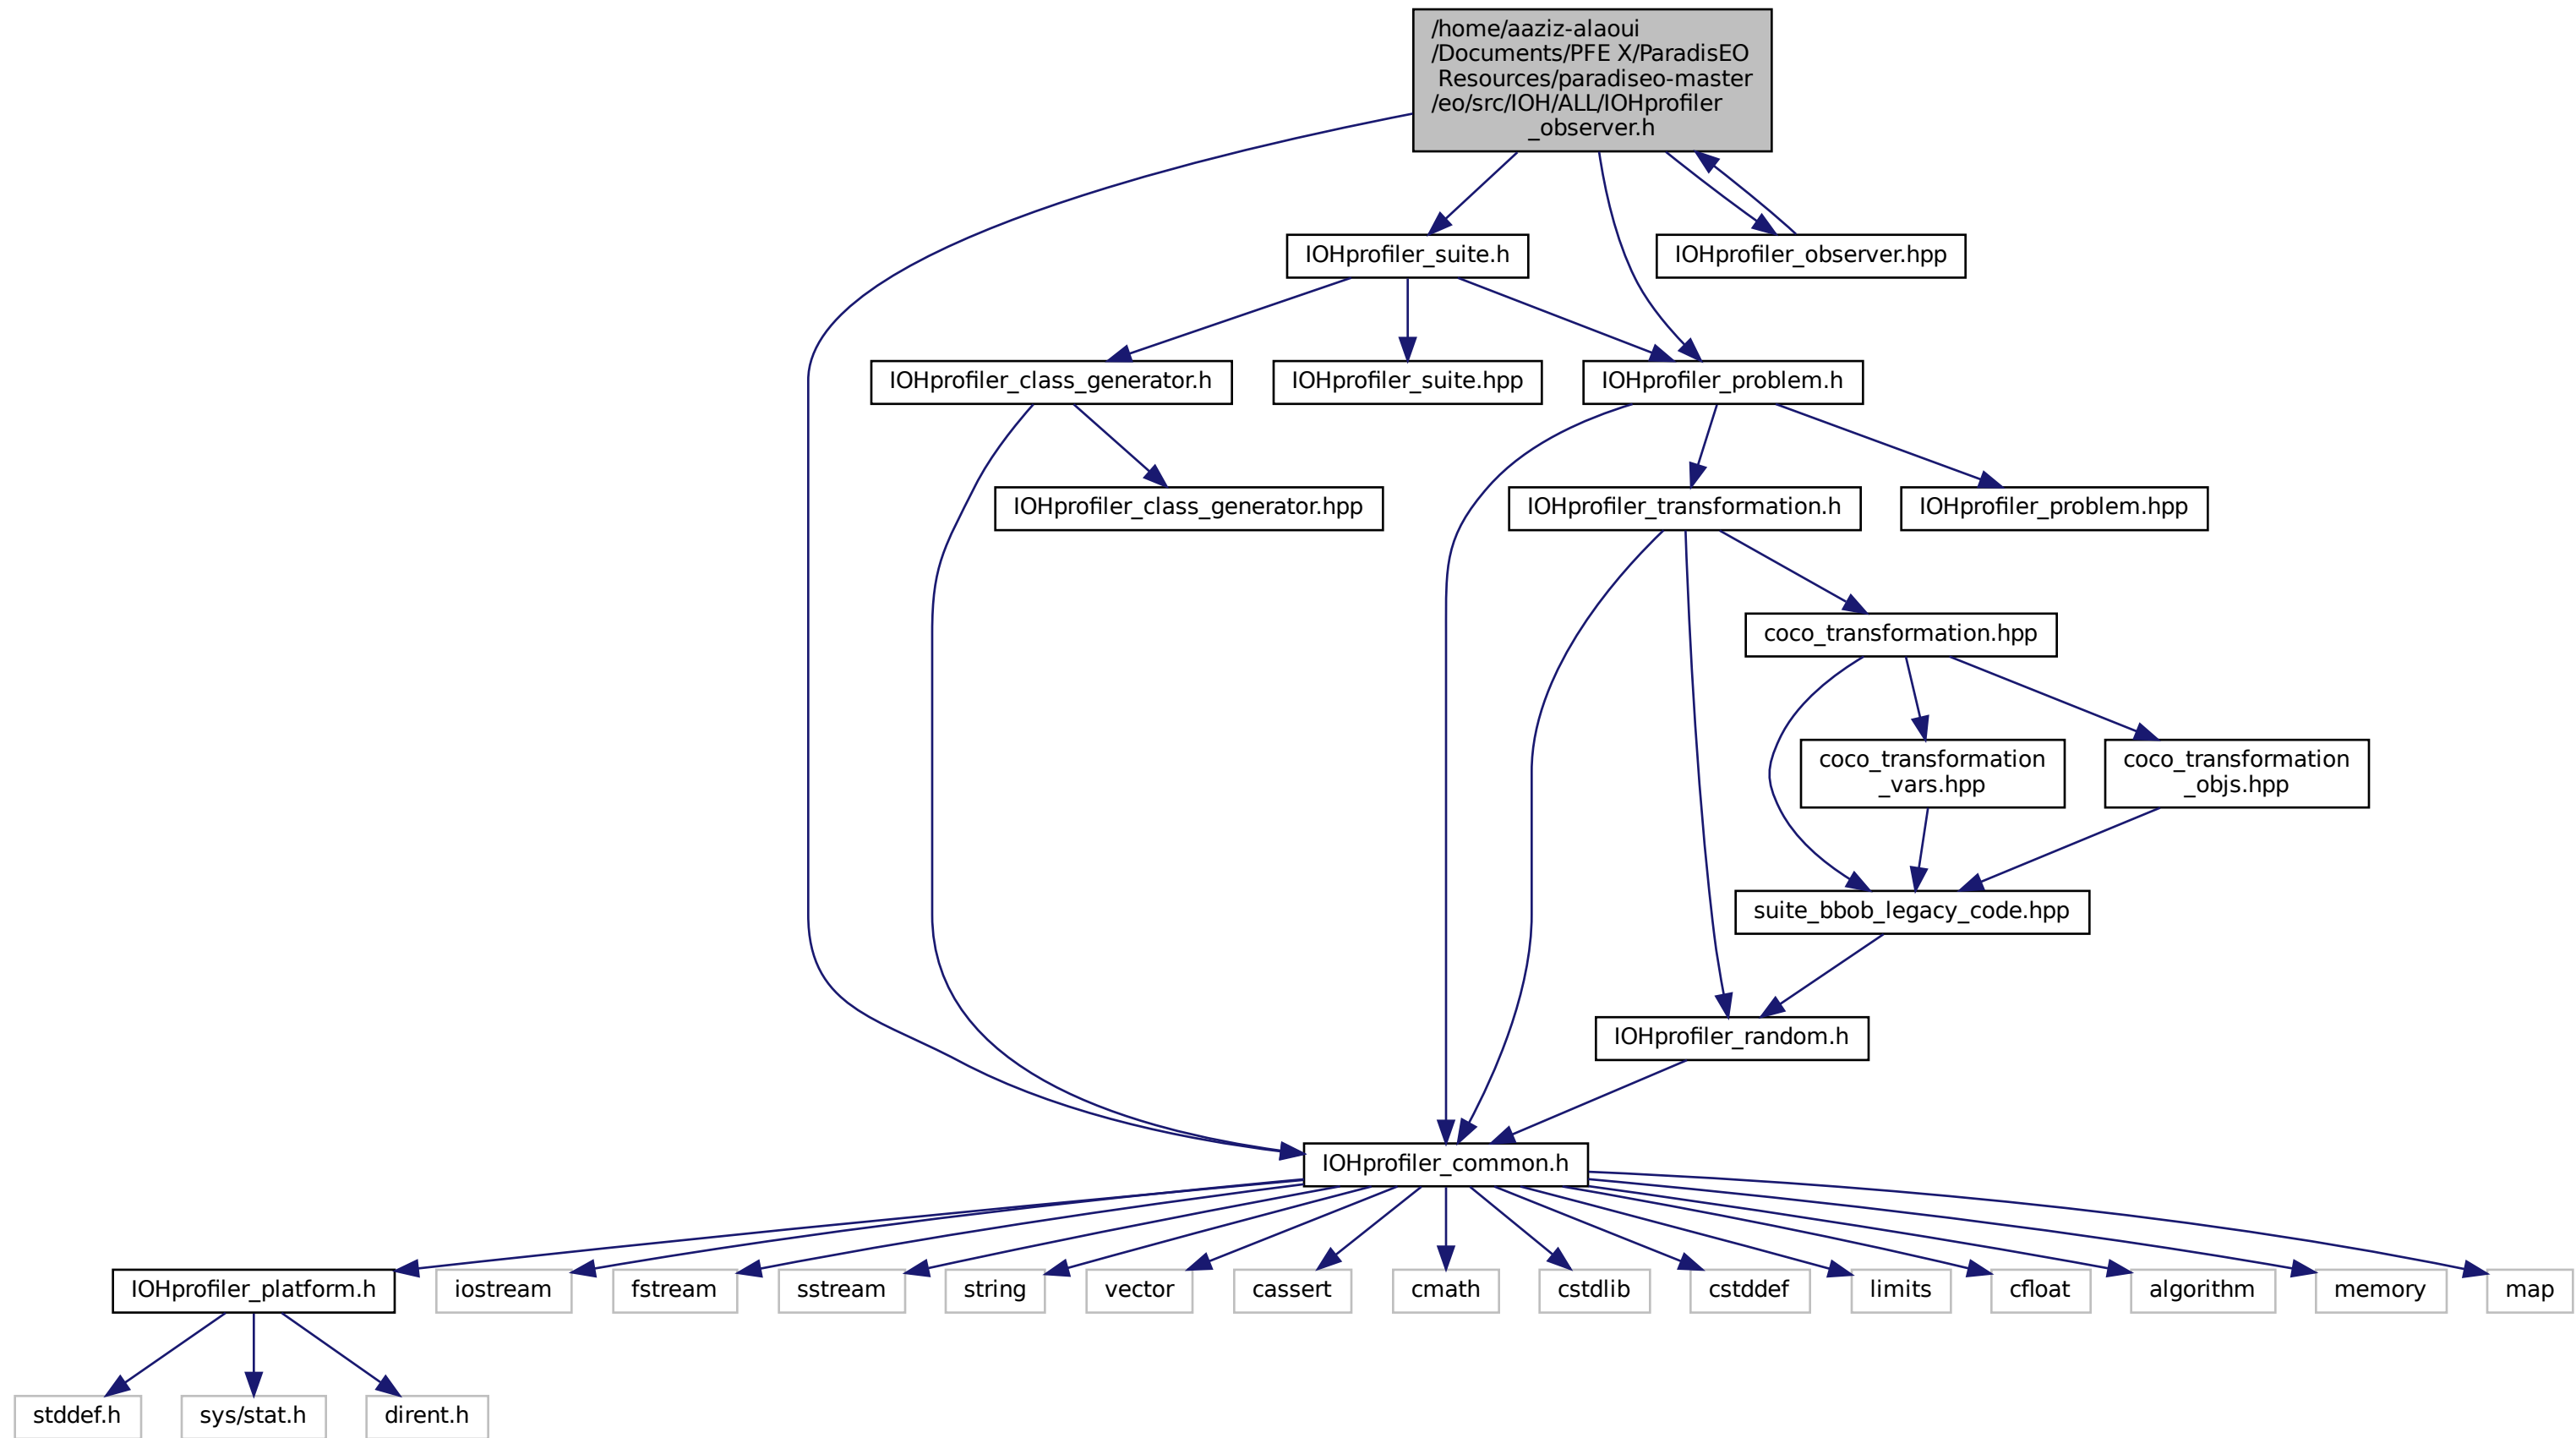 /home/aaziz-alaoui
/Documents/PFE X/ParadisEO
Resources/paradiseo-master
/eo/src/IOH/ALL/IOHprofiler
_observer.h
IOHprofiler_suite.h
IOHprofiler_observer.hpp
IOHprofiler_class_generator.h
IOHprofiler_suite.hpp
IOHprofiler_problem.h
IOHprofiler_class_generator.hpp
IOHprofiler_transformation.h
IOHprofiler_problem.hpp
coco_transformation.hpp
coco_transformation
_vars.hpp
coco_transformation
_objs.hpp
suite_bbob_legacy_code.hpp
IOHprofiler_random.h
IOHprofiler_common.h
IOHprofiler_platform.h
iostream
fstream
sstream
string
vector
cassert
cmath
cstdlib
cstddef
limits
cfloat
algorithm
memory
map
stddef.h
sys/stat.h
dirent.h